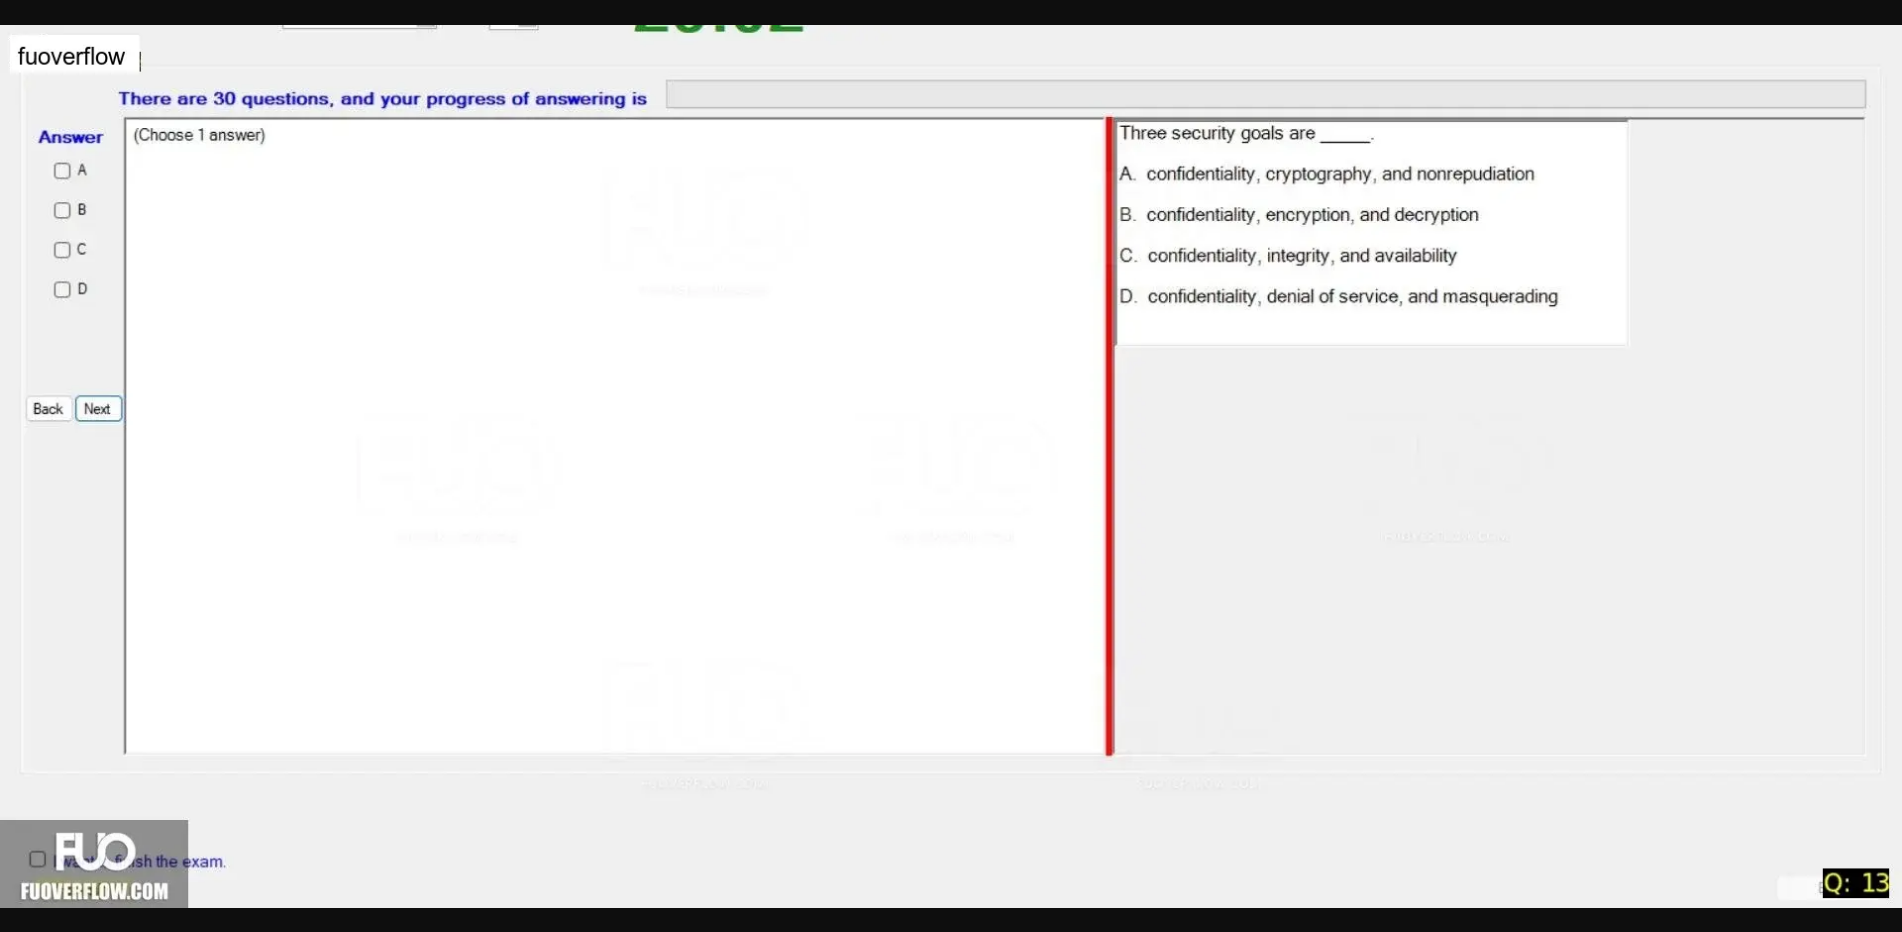 fuoverflow
There are 30 questions, and your progress of answering is
Answer
(Choose 1 answer)
A
B
C
D
Back
Next
Three security goals are _____.
A. confidentiality, cryptography, and nonrepudiation
B. confidentiality, encryption, and decryption
C. confidentiality, integrity, and availability
D. confidentiality, denial of service, and masquerading
the exam.
FUO
FUOVERFLOW.COM
Q: 13